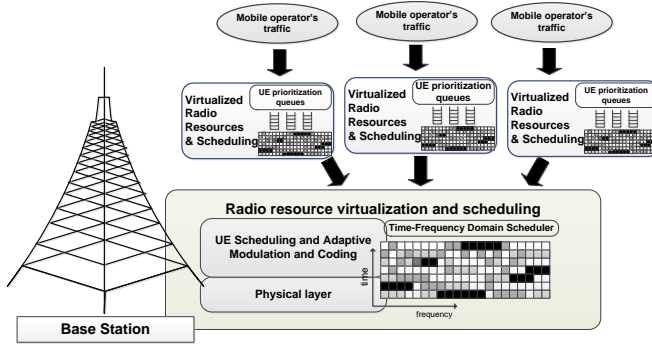 Mobile operator's
traffic
Mobile operator's
traffic
Mobile operator's
traffic
Virtualized
Radio
Resources
& Scheduling
UE prioritization
queues
Virtualized
Radio
Resources
& Scheduling
UE prioritization
queues
Virtualized
Radio
Resources
& Scheduling
UE prioritization
queues
Radio resource virtualization and scheduling
UE Scheduling and Adaptive
Modulation and Coding
Time-Frequency Domain Scheduler
time
Physical layer
frequency
Base Station